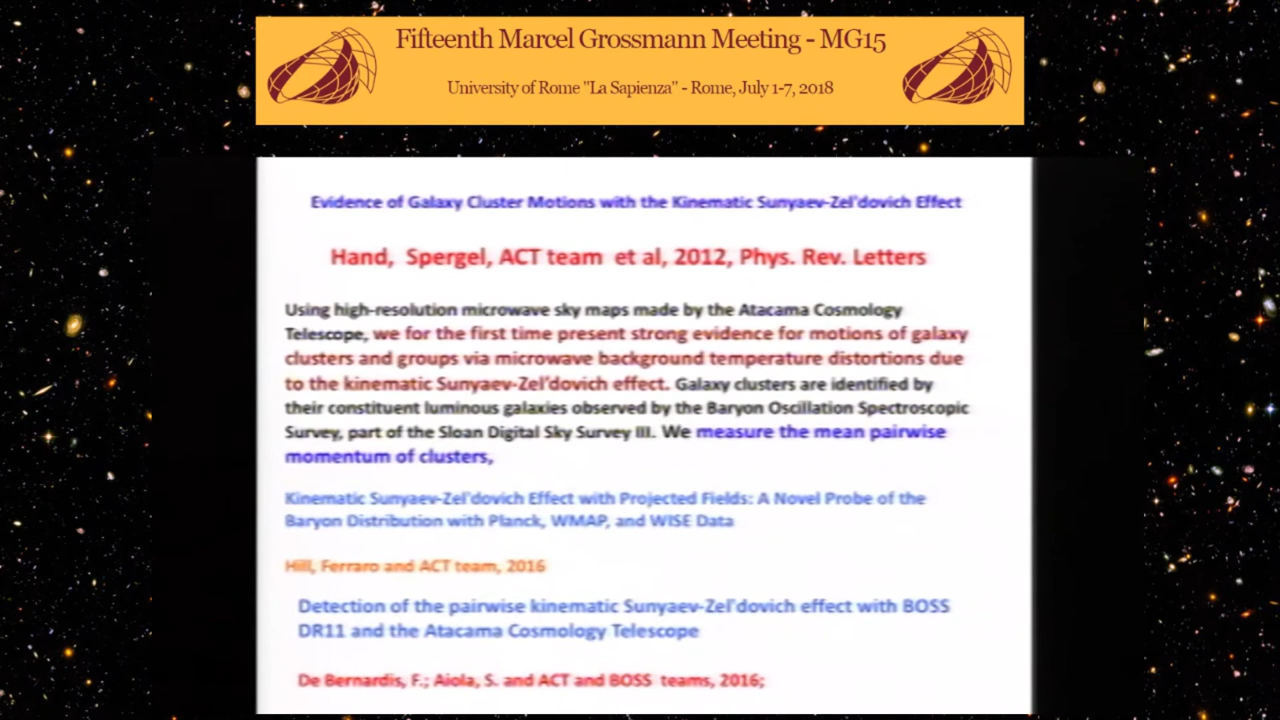 Fifteenth Marcel Grossmann Meeting - MG15
University of Rome "La Sapienza" - Rome, July 1-7, 2018
Evidence of Galaxy Cluster Motions with the Kinematic Sunyaev-Zel'dovich Effect
Hand, Spergel, ACT team et al, 2012, Phys. Rev. Letters
Using high-resolution microwave sky maps made by the Atacama Cosmology
Telescope, we for the first time present strong evidence for motions of galaxy
clusters and groups via microwave background temperature distortions due
to the kinematic Sunyaev-Zel'dovich effect. Galaxy clusters are identified by
their constituent luminous galaxies observed by the Baryon Oscillation Spectroscopic
Survey, part of the Sloan Digital Sky Survey III. We measure the mean pairwise
momentum of clusters,
Kinematic Sunyaev-Zel'dovich Effect with Projected Fields: A Novel Probe of the
Baryon Distribution with Planck, WMAP, and WISE Data
Hill, Ferraro and ACT team, 2016
Detection of the pairwise kinematic Sunyaev-Zel'dovich effect with BOSS
DR11 and the Atacama Cosmology Telescope
De Bernardis, F.; Aiola, S. and ACT and BOSS teams, 2016;